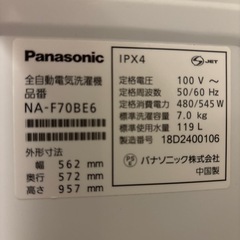 Panasonic
全自動電気洗濯機
品番
NA-F70BE6
外形寸法
幅 562 mm
奥行 572 mm
高さ 957 mm
IPX4
JET
定格電圧 100 V~
定格周波数 50/60 Hz
定格消費電力 480/545 W
標準洗濯容量 7.0 kg
標準使用水量 119 L
製造番号 18D2400106
パナソニック株式会社
中国製